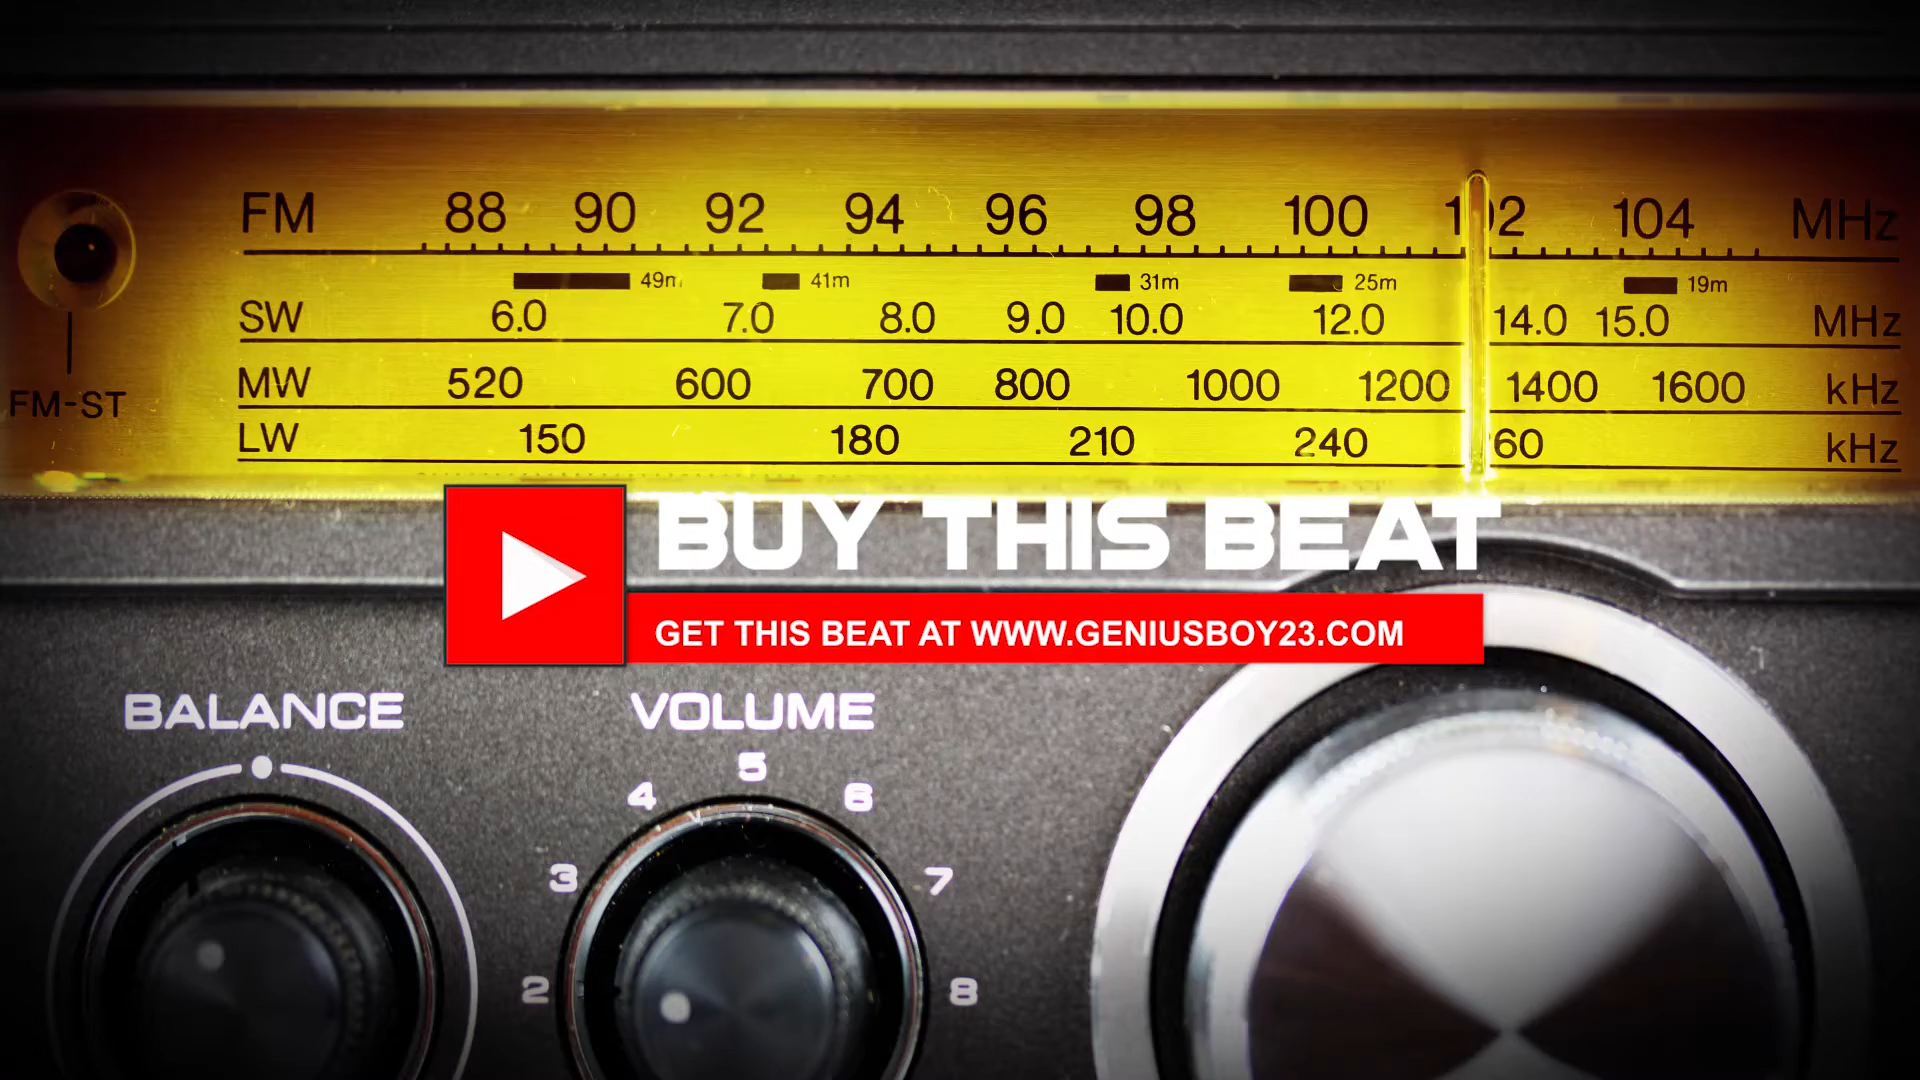 FM 88 90 92 94 96 98 100 102 104 MHz
49m 41m 31m 25m 19m
SW 6.0 7.0 8.0 9.0 10.0 12.0 14.0 15.0 MHz
MW 520 600 700 800 1000 1200 1400 1600 kHz
FM-ST
LW 150 180 210 240 60 kHz
BUY THIS BEAT
GET THIS BEAT AT WWW.GENIUSBOY23.COM
BALANCE VOLUME
5
4 6
3 7
2 8